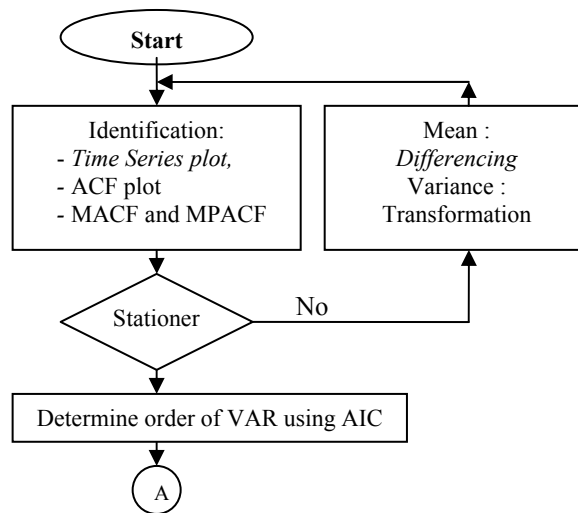 Start
Identification:
- Time Series plot,
- ACF plot
- MACF and MPACF
Mean :
Differencing
Variance :
Transformation
Stationer
No
Determine order of VAR using AIC
A